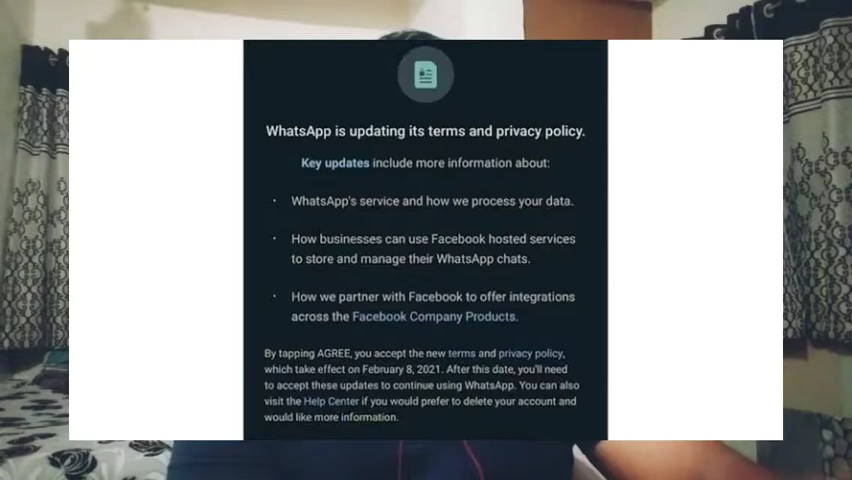 WhatsApp is updating its terms and privacy policy.
Key updates include more information about:
· WhatsApp's service and how we process your data.
· How businesses can use Facebook hosted services
to store and manage their WhatsApp chats.
· How we partner with Facebook to offer integrations
across the Facebook Company Products.
By tapping AGREE, you accept the new terms and privacy policy,
which take effect on February 8, 2021. After this date, you'll need
to accept these updates to continue using WhatsApp. You can also
visit the Help Center if you would prefer to delete your account and
would like more information.